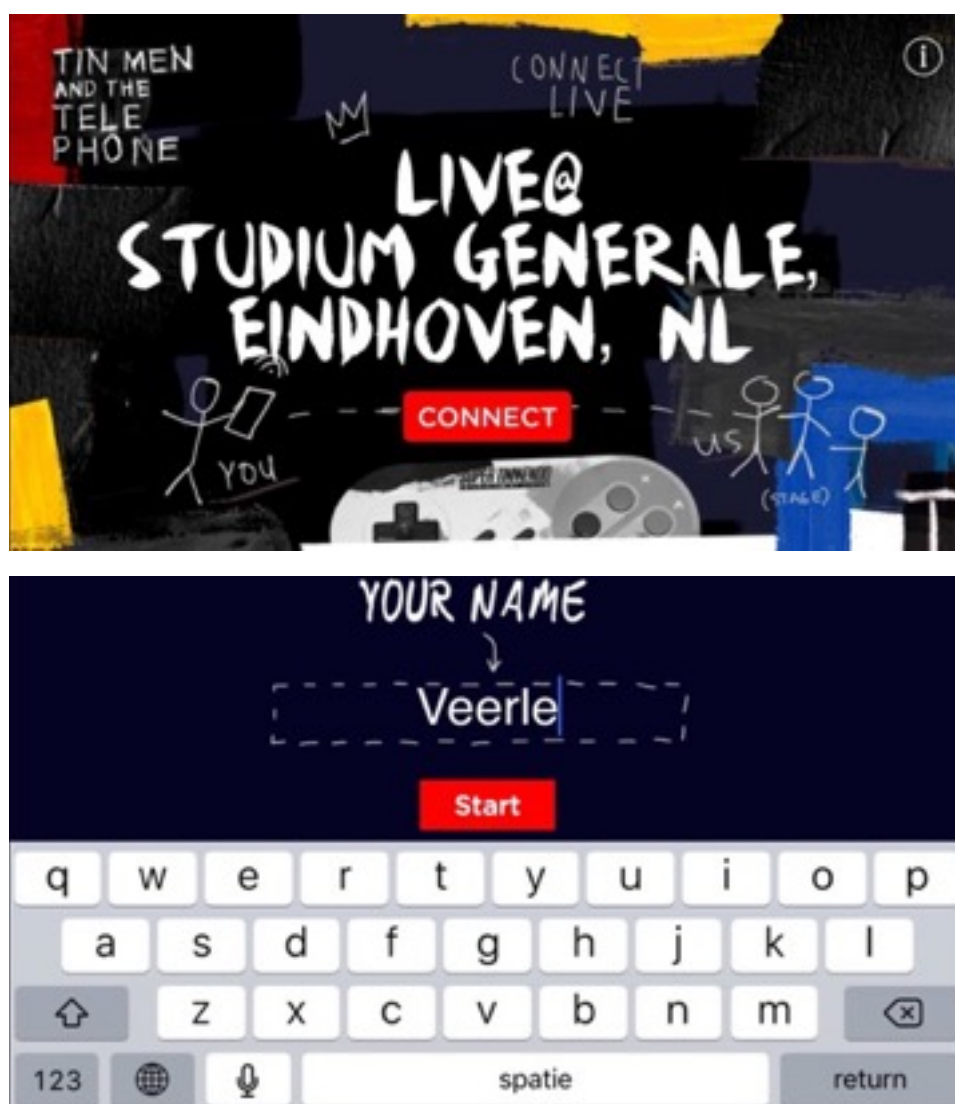 TIN MEN
AND THE
TELE
PHONE
CONNECT
LIVE
i
LIVE@
STUDIUM GENERALE,
EINDHOVEN, NL
CONNECT
YOU
US
(STAGE)
YOUR NAME
Veerle
Start
q w e r t y u i o p
a s d f g h j k l
z x c v b n m
123 spatie return